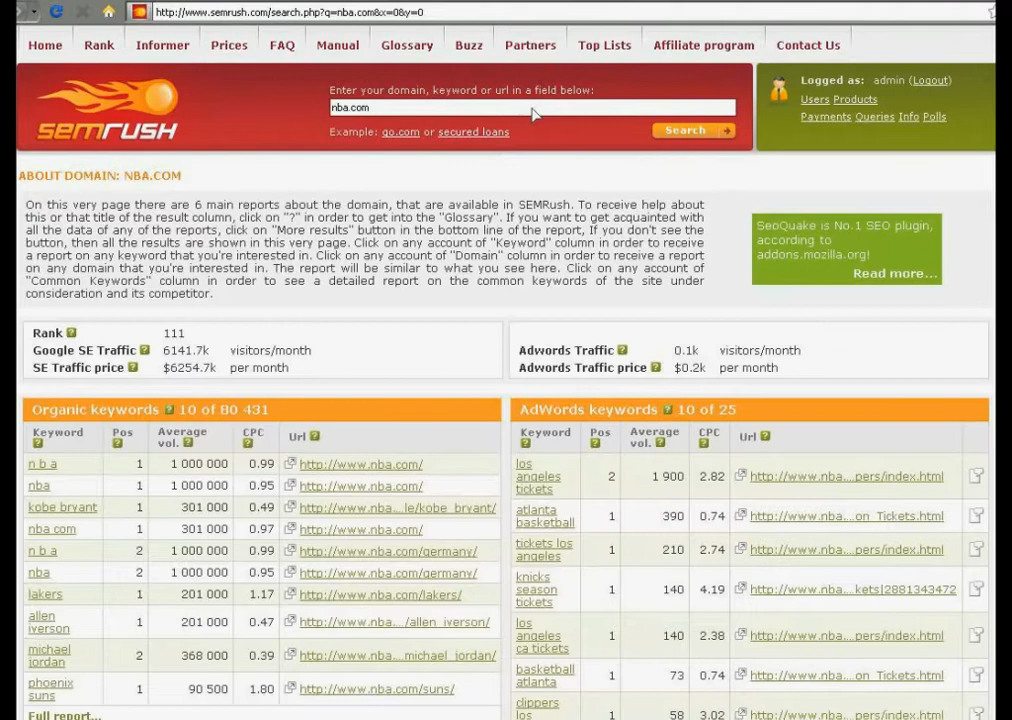 http://www.semrush.com/search.php?q=nba.com&x=0&y=0
Home Rank Informer Prices FAQ Manual Glossary Buzz Partners Top Lists Affiliate program Contact Us
SEMRUSH
Enter your domain, keyword or url in a field below:
nba.com
Example: go.com or secured loans
Search
Logged as: admin (Logout)
Users Products
Payments Queries Info Polls
ABOUT DOMAIN: NBA.COM
On this very page there are 6 main reports about the domain, that are available in SEMRush. To receive help about
this or that title of the result column, click on "?" in order to get into the "Glossary". If you want to get acquainted with
all the data of any of the reports, click on "More results" button in the bottom line of the report, If you don't see the
button, then all the results are shown in this very page. Click on any account of "Keyword" column in order to receive
a report on any keyword that you're interested in. Click on any account of "Domain" column in order to receive a report
on any domain that you're interested in. The report will be similar to what you see here. Click on any account of
"Common Keywords" column in order to see a detailed report on the common keywords of the site under
consideration and its competitor.
SeoQuake is No.1 SEO plugin,
according to
addons.mozilla.org!
Read more...
Rank ? 111
Google SE Traffic ? 6141.7k visitors/month
SE Traffic price ? $6254.7k per month
Adwords Traffic ? 0.1k visitors/month
Adwords Traffic price ? $0.2k per month
Organic keywords ? 10 of 80 431
Keyword ? Pos ? Average vol. ? CPC ? Url ?
n b a 1 1 000 000 0.99 http://www.nba.com/
nba 1 1 000 000 0.95 http://www.nba.com/
kobe bryant 1 301 000 0.49 http://www.nba....le/kobe_bryant/
nba com 1 301 000 0.97 http://www.nba.com/
n b a 2 1 000 000 0.99 http://www.nba.com/germany/
nba 2 1 000 000 0.95 http://www.nba.com/germany/
lakers 1 201 000 1.17 http://www.nba.com/lakers/
allen
iverson 1 201 000 0.47 http://www.nba..../allen_iverson/
michael
jordan 2 368 000 0.39 http://www.nba....michael_jordan/
phoenix
suns 1 90 500 1.80 http://www.nba.com/suns/
Full report...
AdWords keywords ? 10 of 25
Keyword ? Pos ? Average vol. ? CPC ? Url ?
los
angeles
tickets 2 1 900 2.82 http://www.nba....pers/index.html
atlanta
basketball 1 390 0.74 http://www.nba....on_Tickets.html
tickets los
angeles 1 210 2.74 http://www.nba....pers/index.html
knicks
season
tickets 1 140 4.19 http://www.nba....kets|2881343472
los
angeles
ca tickets 1 140 2.38 http://www.nba....pers/index.html
basketball
atlanta 1 73 0.74 http://www.nba....on_Tickets.html
clippers
los 1 58 3.02 http://www.nba....pers/index.html